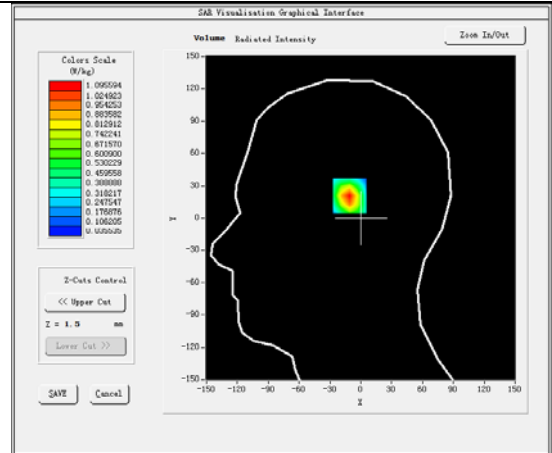 SAR Visualisation Graphical Interface
Volume Radiated Intensity
Zoom In/Out
Colors Scale
(W/kg)
1.095594
1.024923
0.954253
0.883582
0.812912
0.742241
0.671570
0.600900
0.530229
0.459558
0.388888
0.318217
0.247547
0.176876
0.106205
0.035535
Z-Cuts Control
<< Upper Cut
Z = 1.5 mm
Lower Cut >>
SAVE Cancel
150
120
90
60
30
0
-30
-60
-90
-120
-150
Y
-150 -120 -90 -60 -30 0 30 60 90 120 150
X